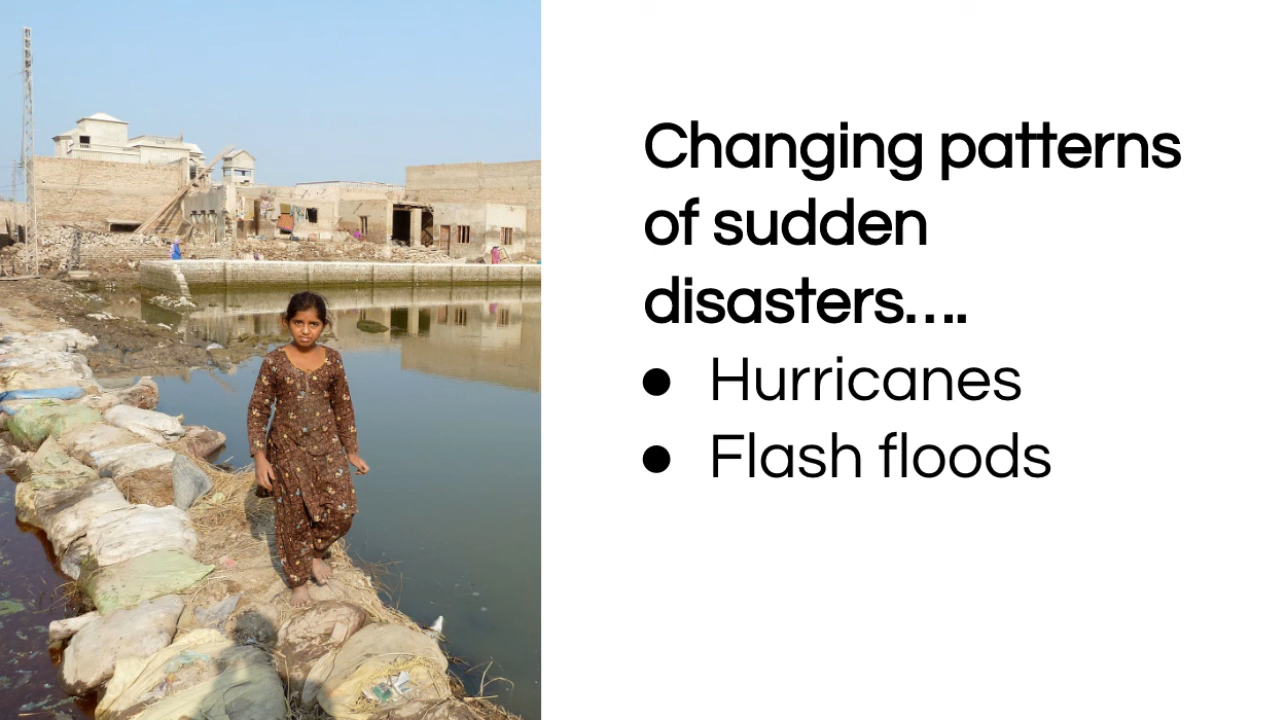 Changing patterns
of sudden
disasters....
● Hurricanes
● Flash floods